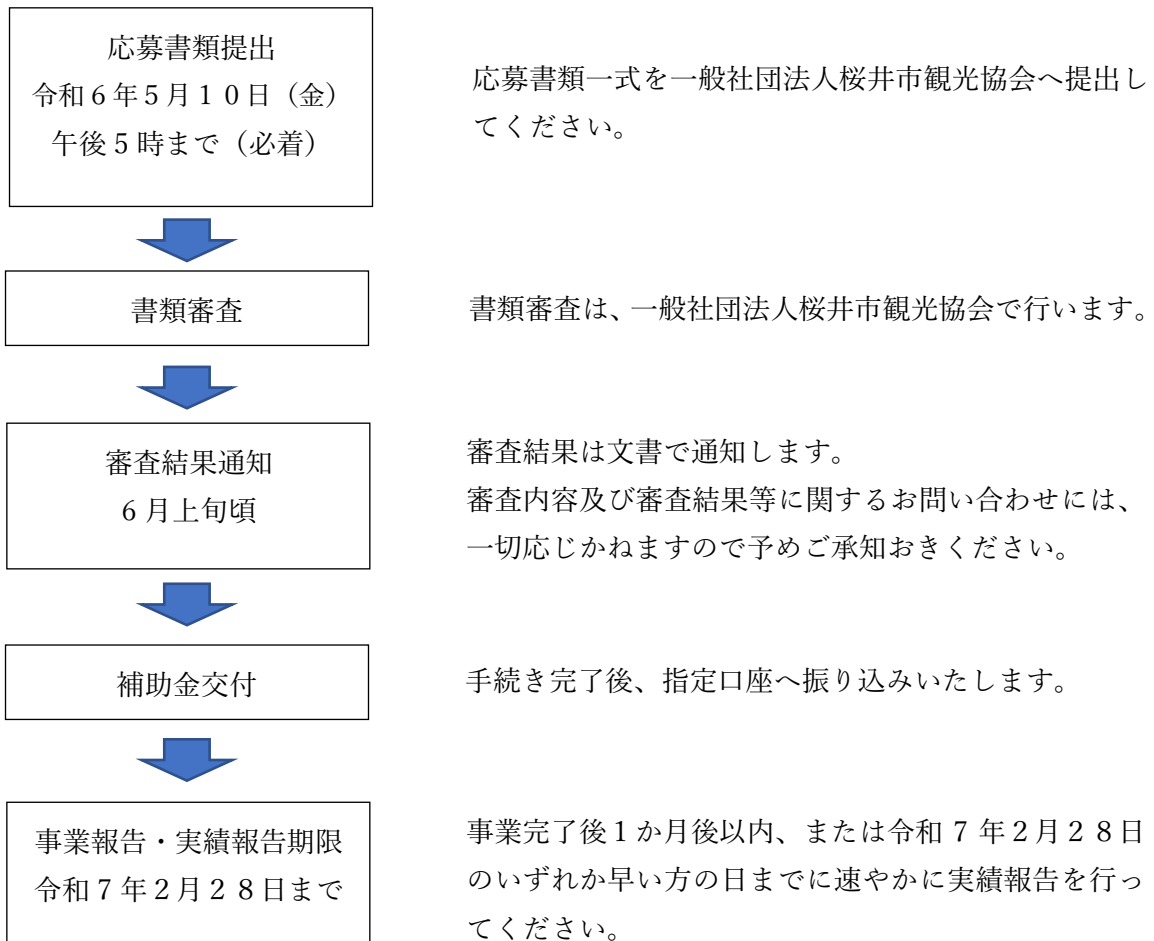 応募書類提出
令和６年５月１０日（金）
午後５時まで（必着）
応募書類一式を一般社団法人桜井市観光協会へ提出し
てください。
書類審査
書類審査は、一般社団法人桜井市観光協会で行います。
審査結果通知
６月上旬頃
審査結果は文書で通知します。
審査内容及び審査結果等に関するお問い合わせには、
一切応じかねますので予めご承知おきください。
補助金交付
手続き完了後、指定口座へ振り込みいたします。
事業報告・実績報告期限
令和７年２月２８日まで
事業完了後１か月後以内、または令和７年２月２８日
のいずれか早い方の日までに速やかに実績報告を行っ
てください。